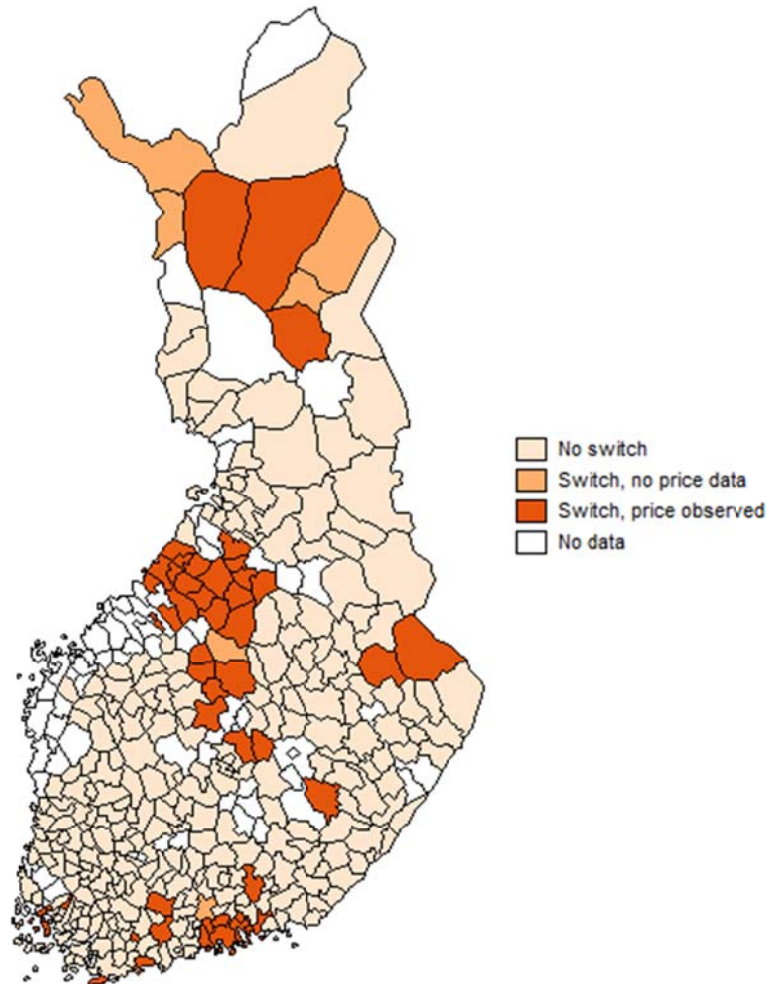 No switch
Switch, no price data
Switch, price observed
No data